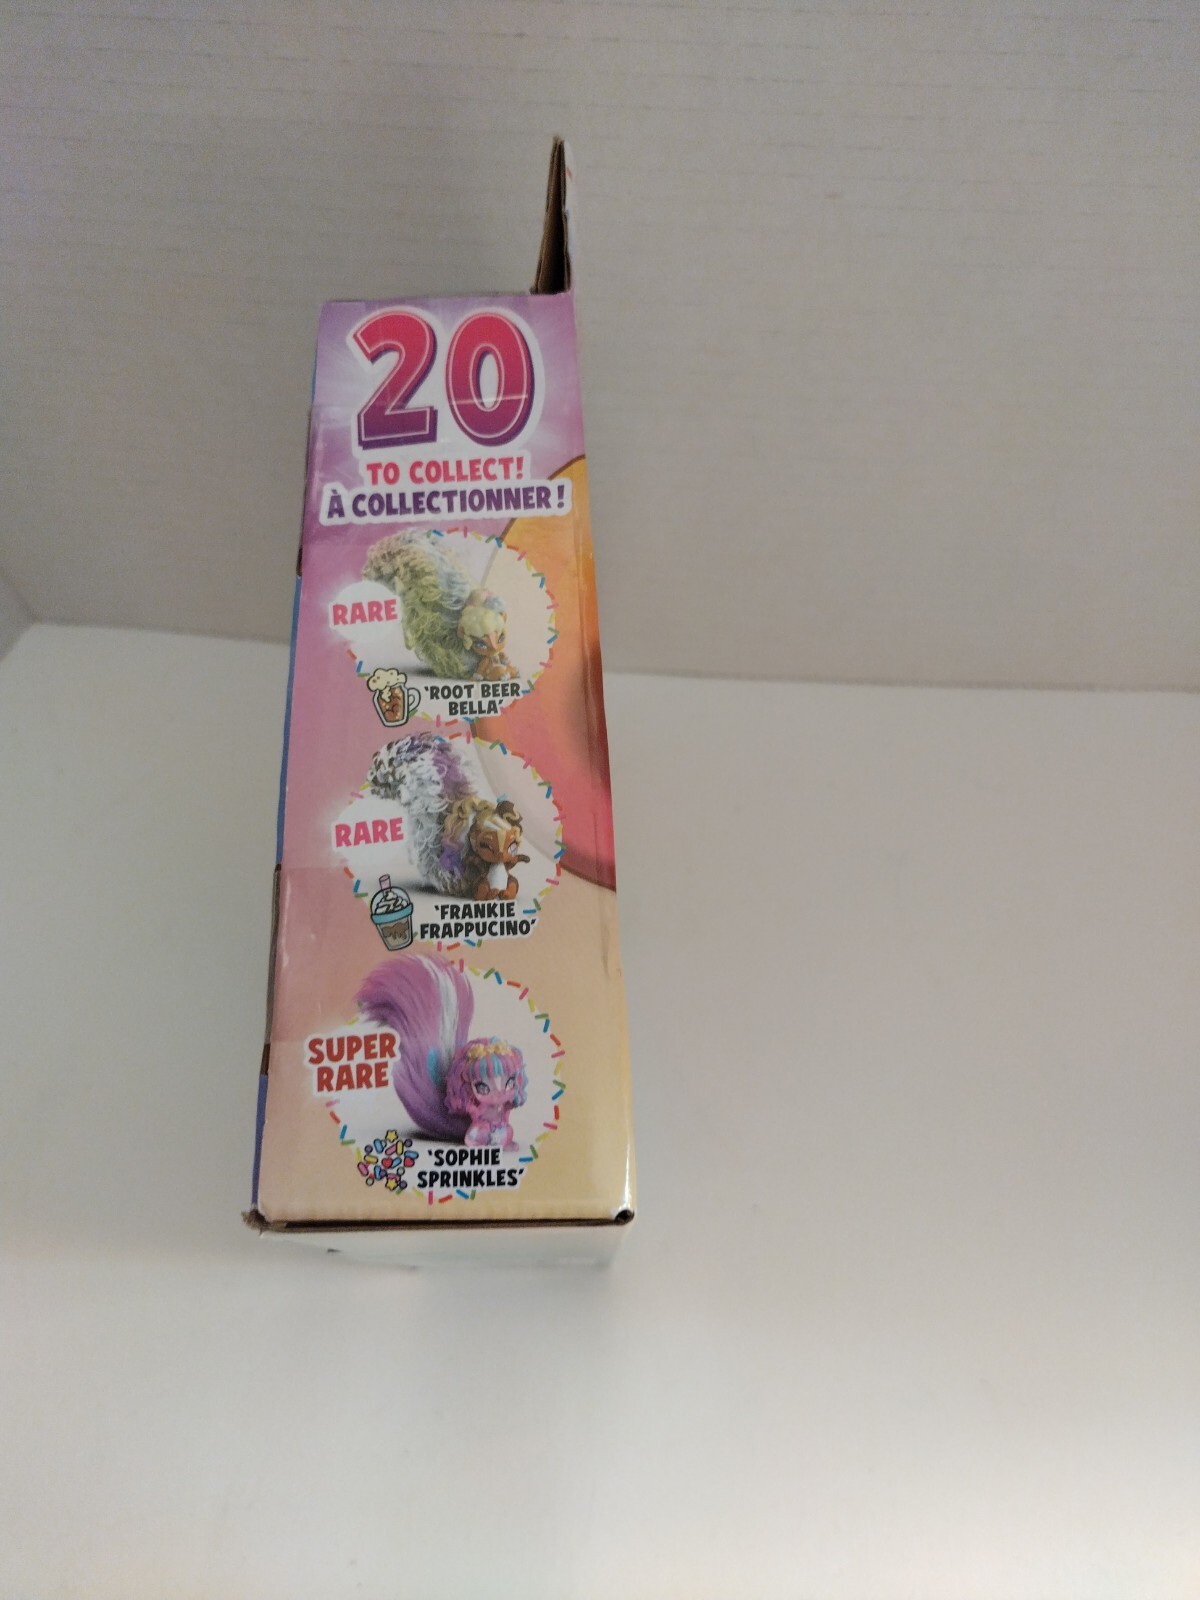 20
TO COLLECT!
À COLLECTIONNER !
RARE
'ROOT BEER
BELLA'
RARE
'FRANKIE
FRAPPUCINO'
SUPER
RARE
'SOPHIE
SPRINKLES'